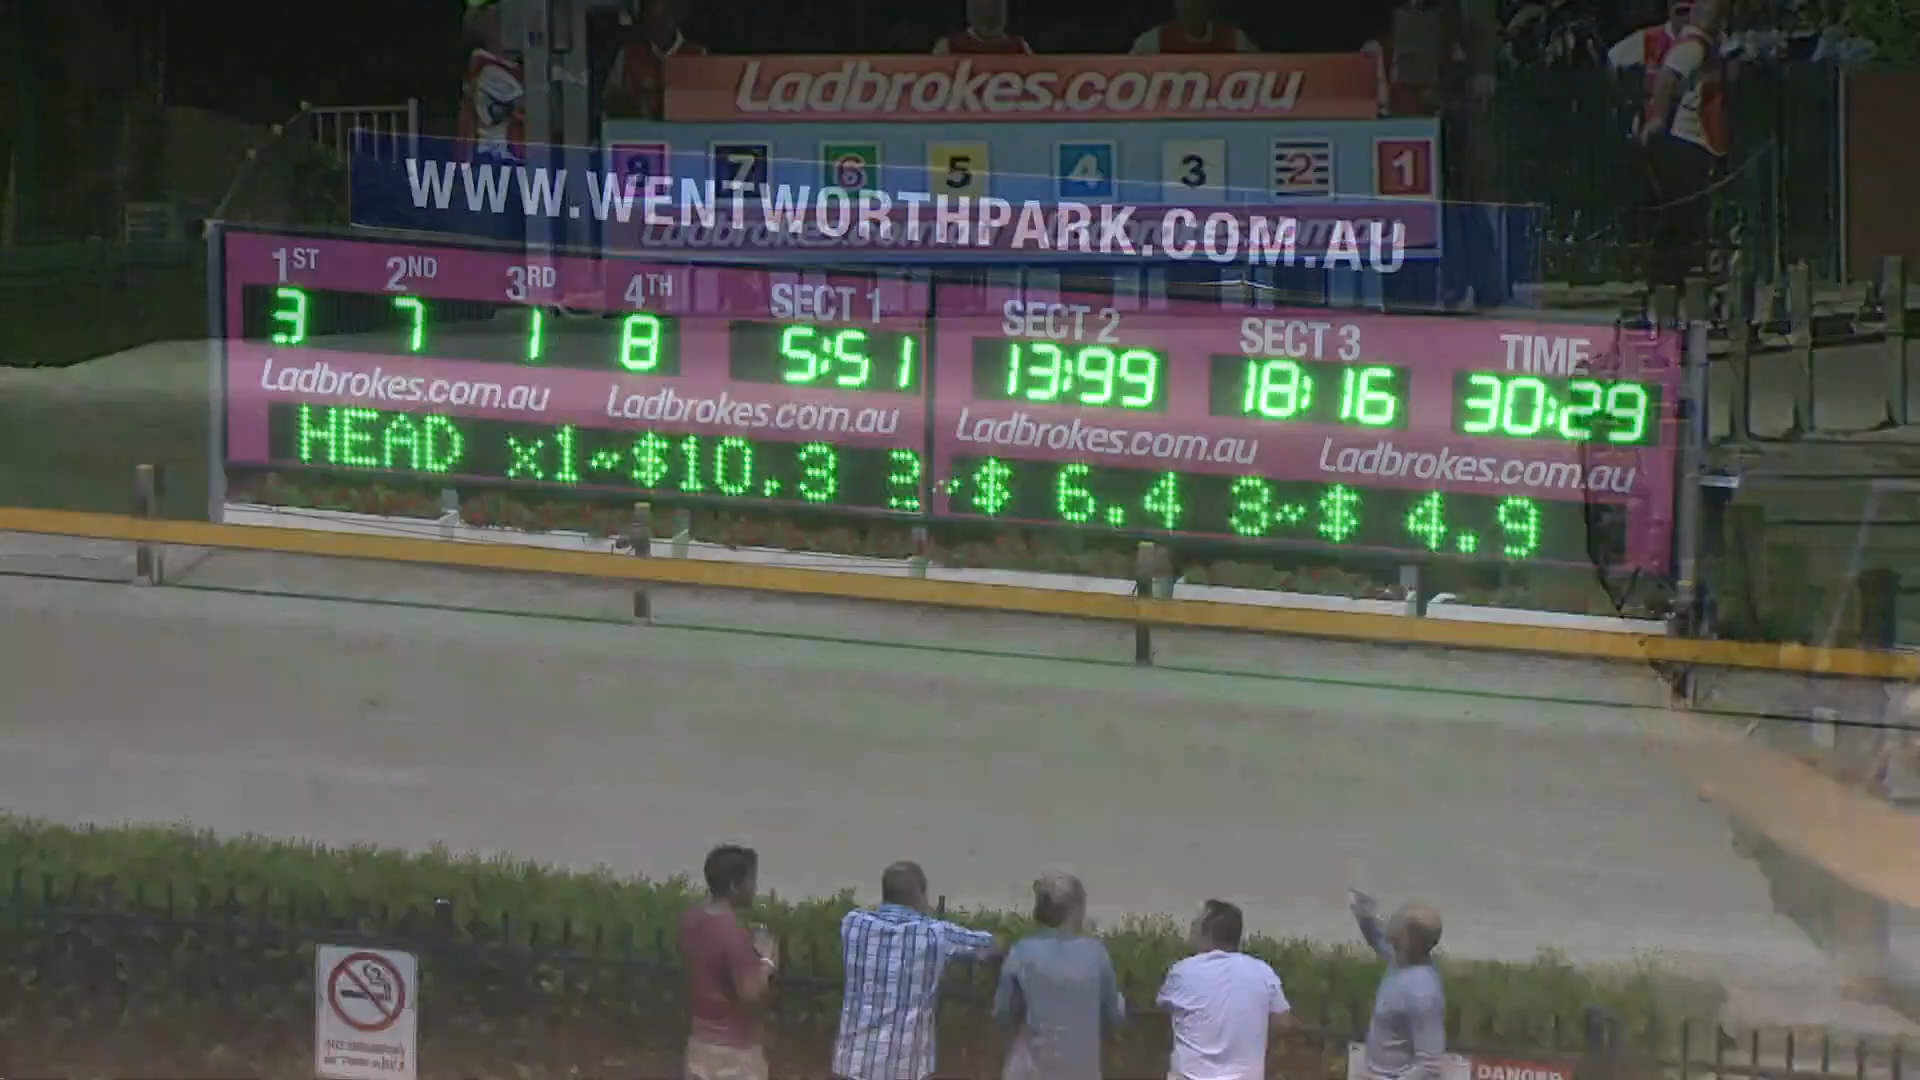 Ladbrokes.com.au
8 7 6 5 4 3 2 1
WWW.WENTWORTHPARK.COM.AU
1ST 2ND 3RD 4TH SECT 1 SECT 2 SECT 3 TIME
3 7 1 8 5:51 13:99 18:16 30:29
Ladbrokes.com.au Ladbrokes.com.au Ladbrokes.com.au Ladbrokes.com.au
HEAD x1~$10.3 2~$ 6.4 3~$ 4.9
DANGER